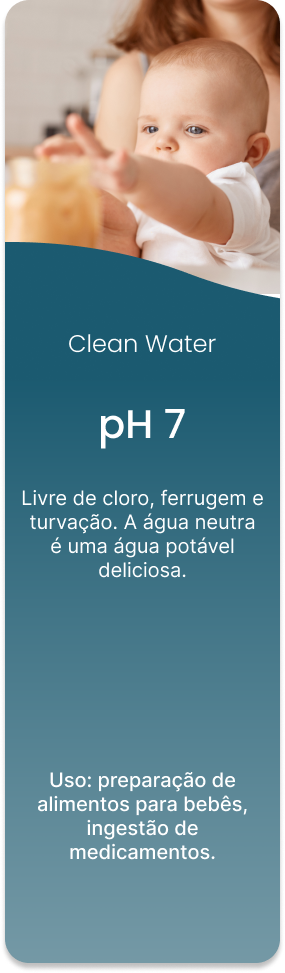 Clean Water
pH 7
Livre de cloro, ferrugem e
turvação. A água neutra
é uma água potável
deliciosa.
Uso: preparação de
alimentos para bebês,
ingestão de
medicamentos.